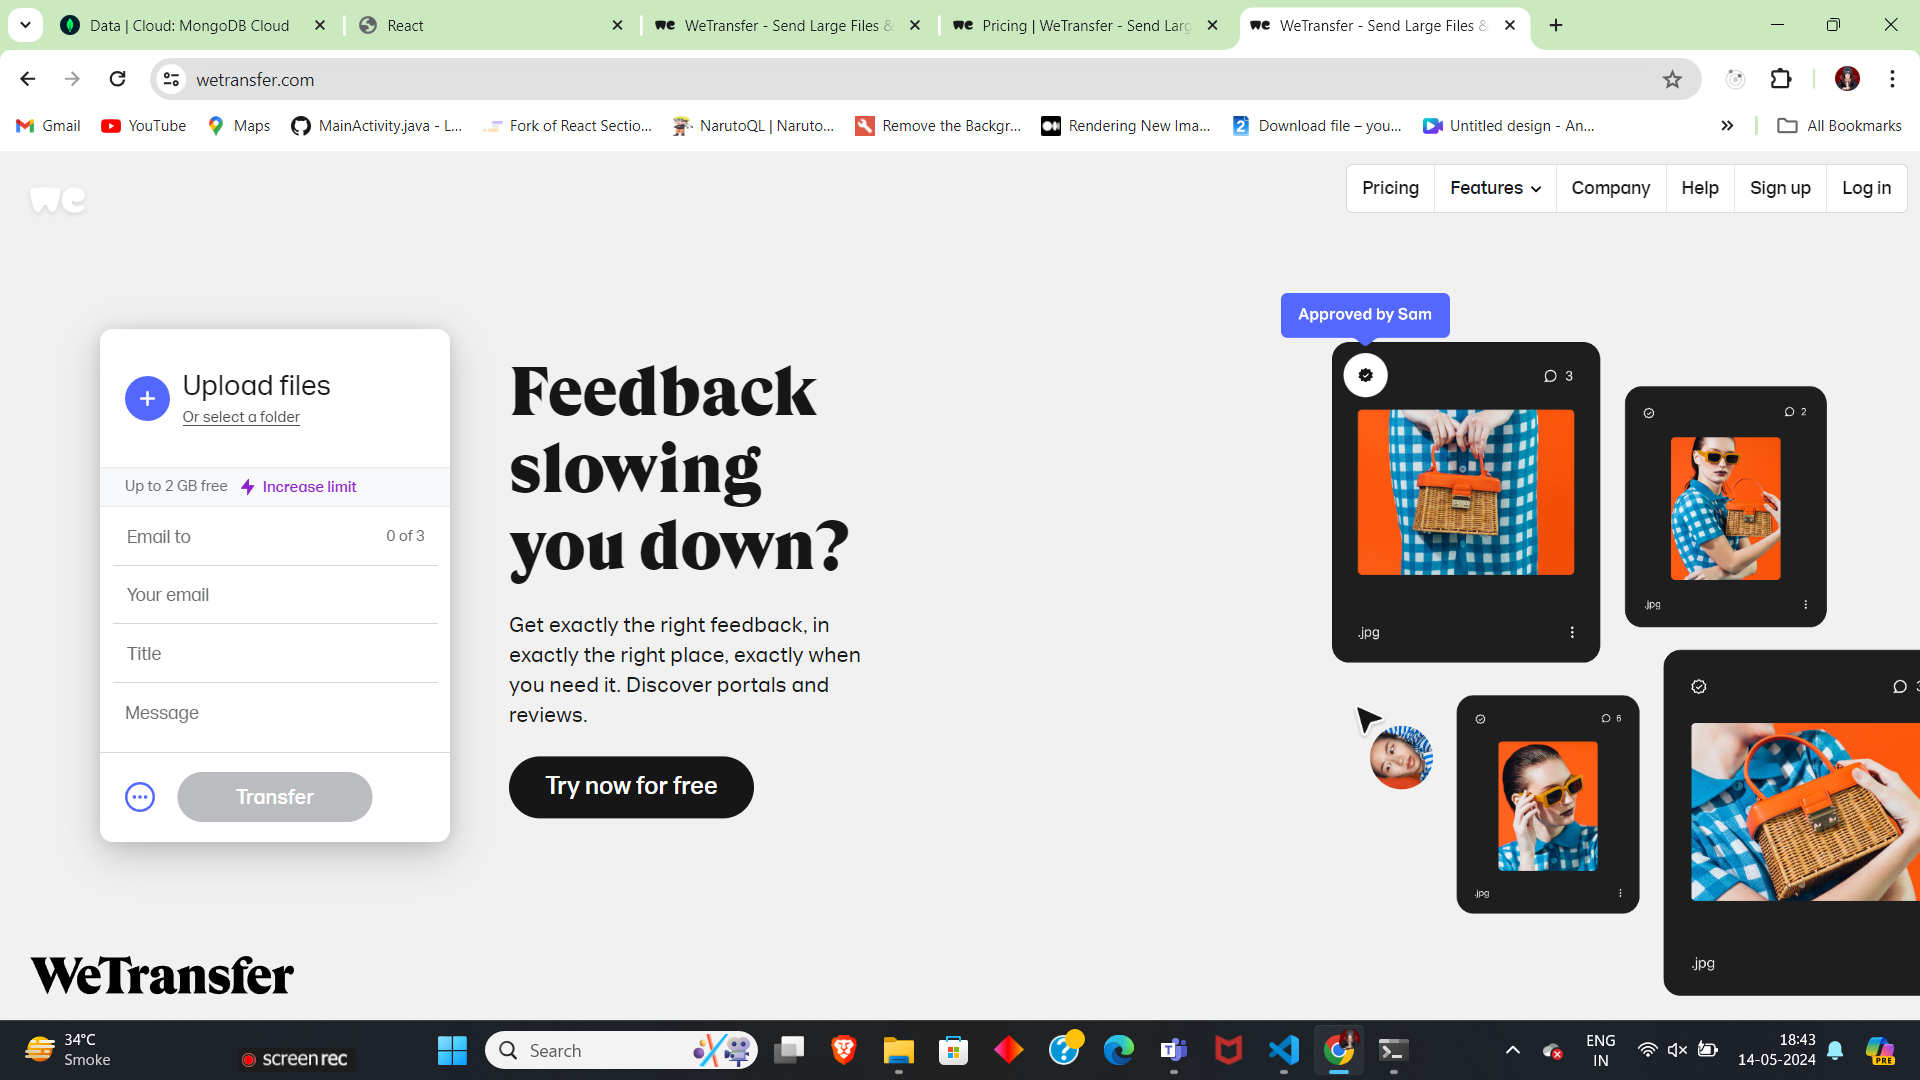 Data | Cloud: MongoDB Cloud
React
WeTransfer - Send Large Files &
Pricing | WeTransfer - Send Larg
WeTransfer - Send Large Files &
wetransfer.com
Gmail
YouTube
Maps
MainActivity.java - L...
Fork of React Sectio...
NarutoQL | Naruto...
Remove the Backgr...
Rendering New Ima...
Download file – you...
Untitled design - An...
All Bookmarks
we
Pricing
Features
Company
Help
Sign up
Log in
Upload files
Or select a folder
Up to 2 GB free
Increase limit
Email to
0 of 3
Your email
Title
Message
Transfer
Feedback
slowing
you down?
Get exactly the right feedback, in
exactly the right place, exactly when
you need it. Discover portals and
reviews.
Try now for free
Approved by Sam
3
.jpg
2
.jpg
6
.jpg
.jpg
WeTransfer
34°C
Smoke
screen rec
Search
PRE
ENG
IN
18:43
14-05-2024